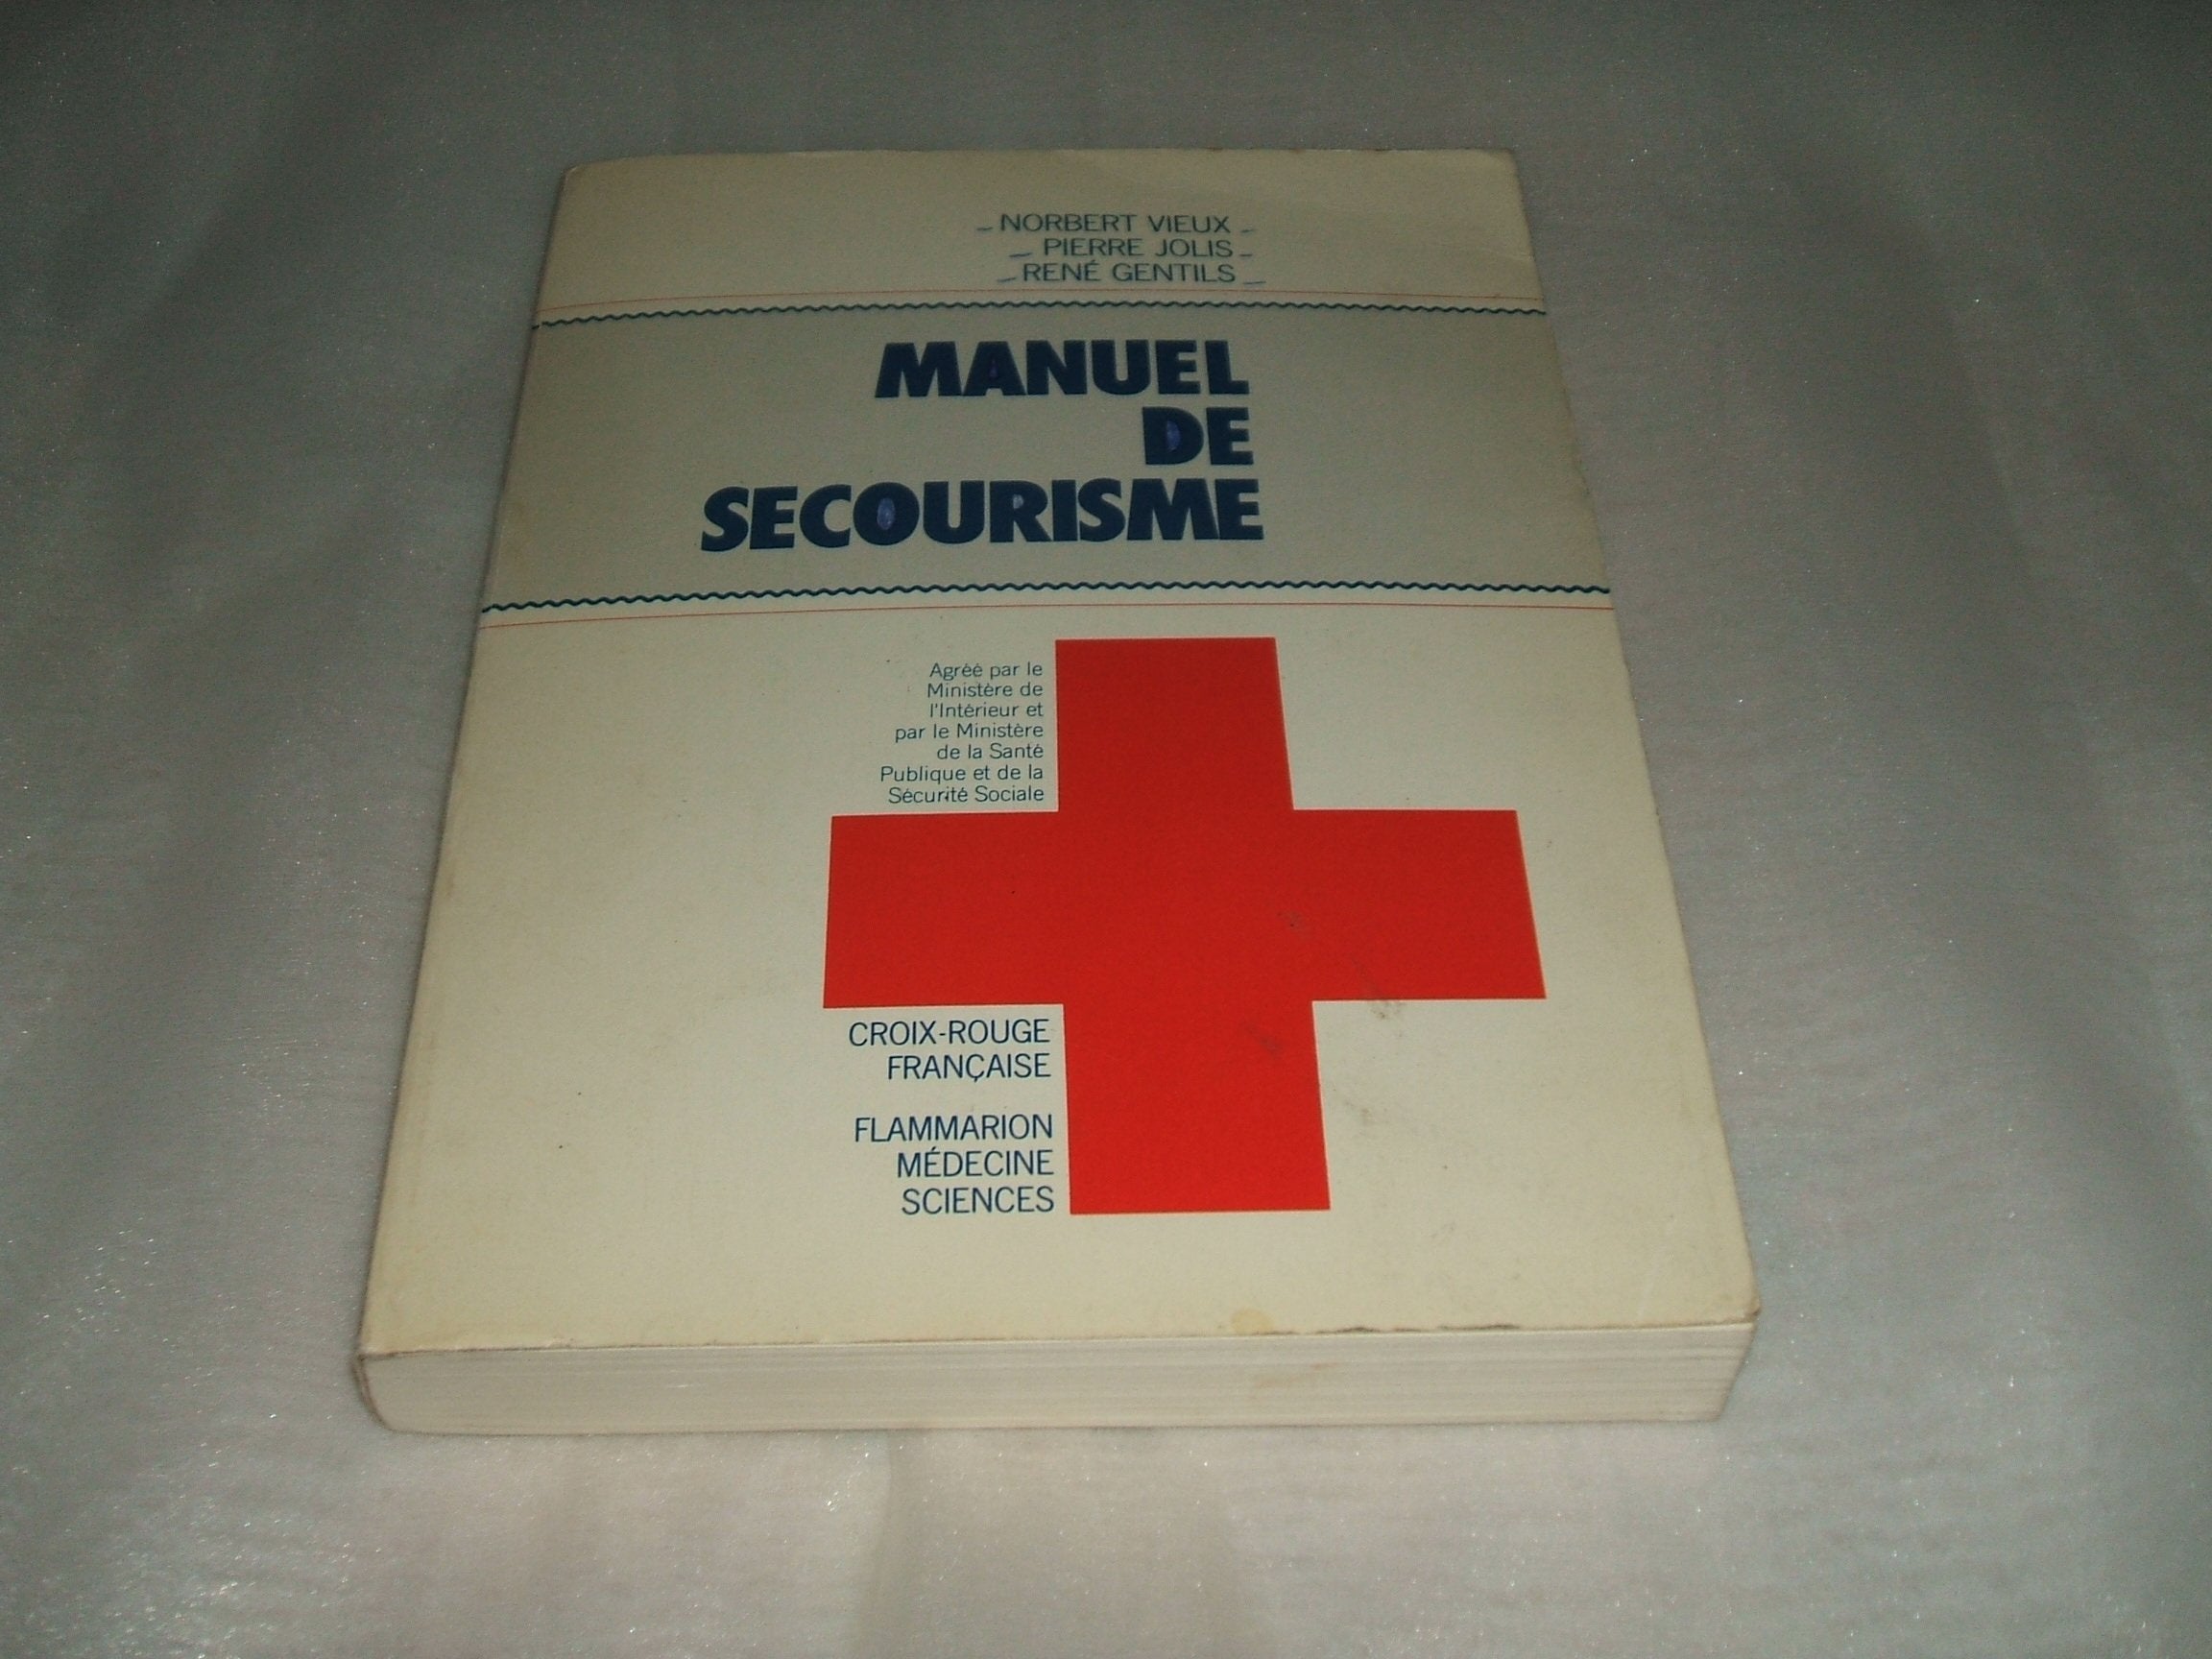 NORBERT VIEUX
PIERRE JOLIS
RENÉ GENTILS
MANUEL
DE
SECOURISME
Agréé par le
Ministère de
l'Intérieur et
par le Ministère
de la Santé
Publique et de la
Sécurité Sociale
CROIX-ROUGE
FRANÇAISE
FLAMMARION
MÉDECINE
SCIENCES